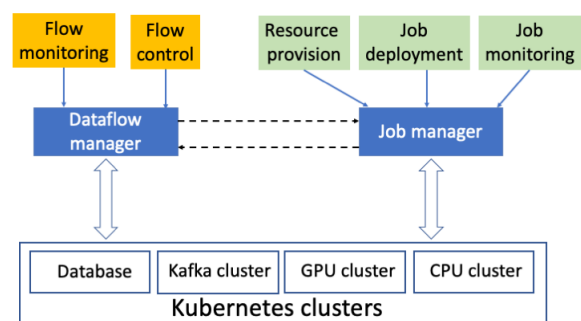 Flow
monitoring
Flow
control
Resource
provision
Job
deployment
Job
monitoring
Dataflow
manager
Job manager
Database
Kafka cluster
GPU cluster
CPU cluster
Kubernetes clusters